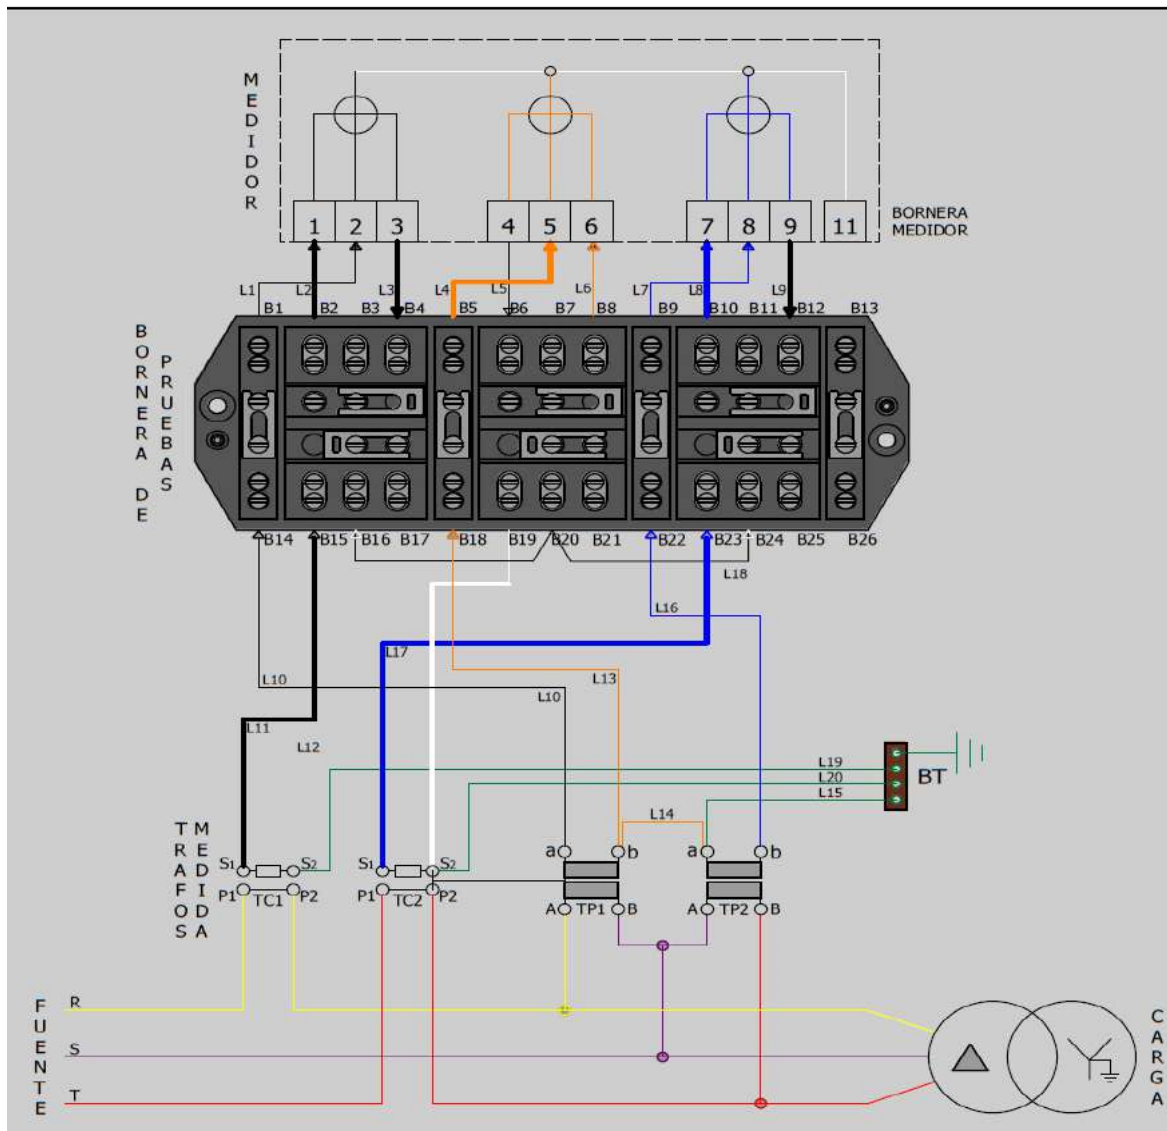 MEDIDOR
1 2 3 4 5 6 7 8 9 11
BORNERA
MEDIDOR
L1 L2 L3 L4 L5 L6 L7 L8 L9
B1 B2 B3 B4 B5 B6 B7 B8 B9 B10 B11 B12 B13
BORNERA DE
PRUEBAS
B14 B15 B16 B17 B18 B19 B20 B21 B22 B23 B24 B25 B26
L18
L16
L17
L10 L10 L13
L11
L12
L19
L20
L15
BT
L14
TRAFOS
MEDIDA
S1 S2 S1 S2 a b a b
P1 TC1 P2 P1 TC2 P2
A TP1 B A TP2 B
FUENTE
R
S
T
CARGA